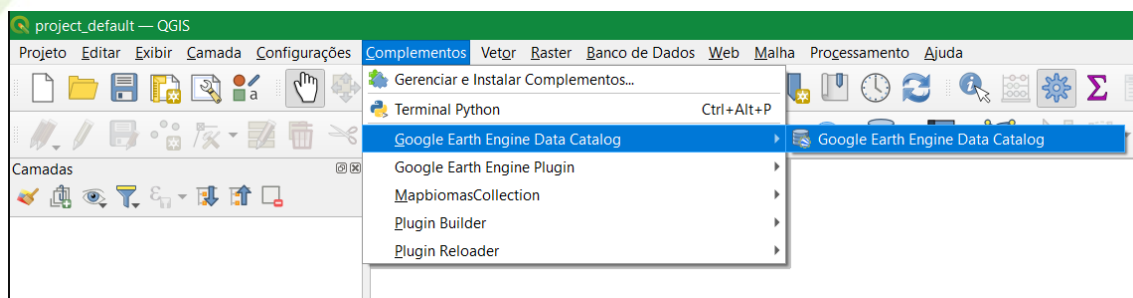 project_default — QGIS
Projeto Editar Exibir Camada Configurações Complementos Vetor Raster Banco de Dados Web Malha Processamento Ajuda
Gerenciar e Instalar Complementos...
a
Σ
Terminal Python Ctrl+Alt+P
Google Earth Engine Data Catalog Google Earth Engine Data Catalog
Camadas
Google Earth Engine Plugin
ε
MapbiomasCollection
Plugin Builder
Plugin Reloader